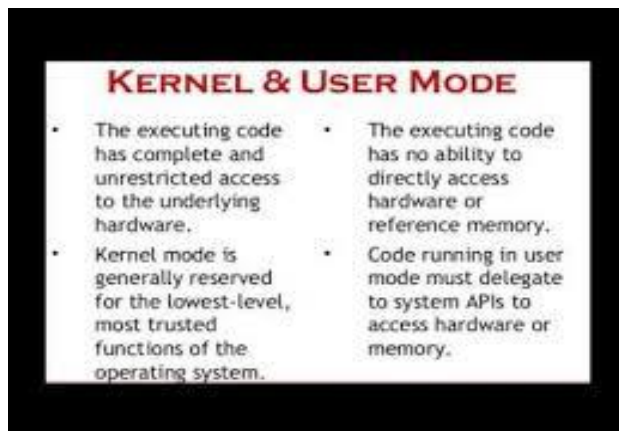 KERNEL & USER MODE
• The executing code
has complete and
unrestricted access
to the underlying
hardware.
• Kernel mode is
generally reserved
for the lowest-level,
most trusted
functions of the
operating system.
• The executing code
has no ability to
directly access
hardware or
reference memory.
• Code running in user
mode must delegate
to system APIs to
access hardware or
memory.